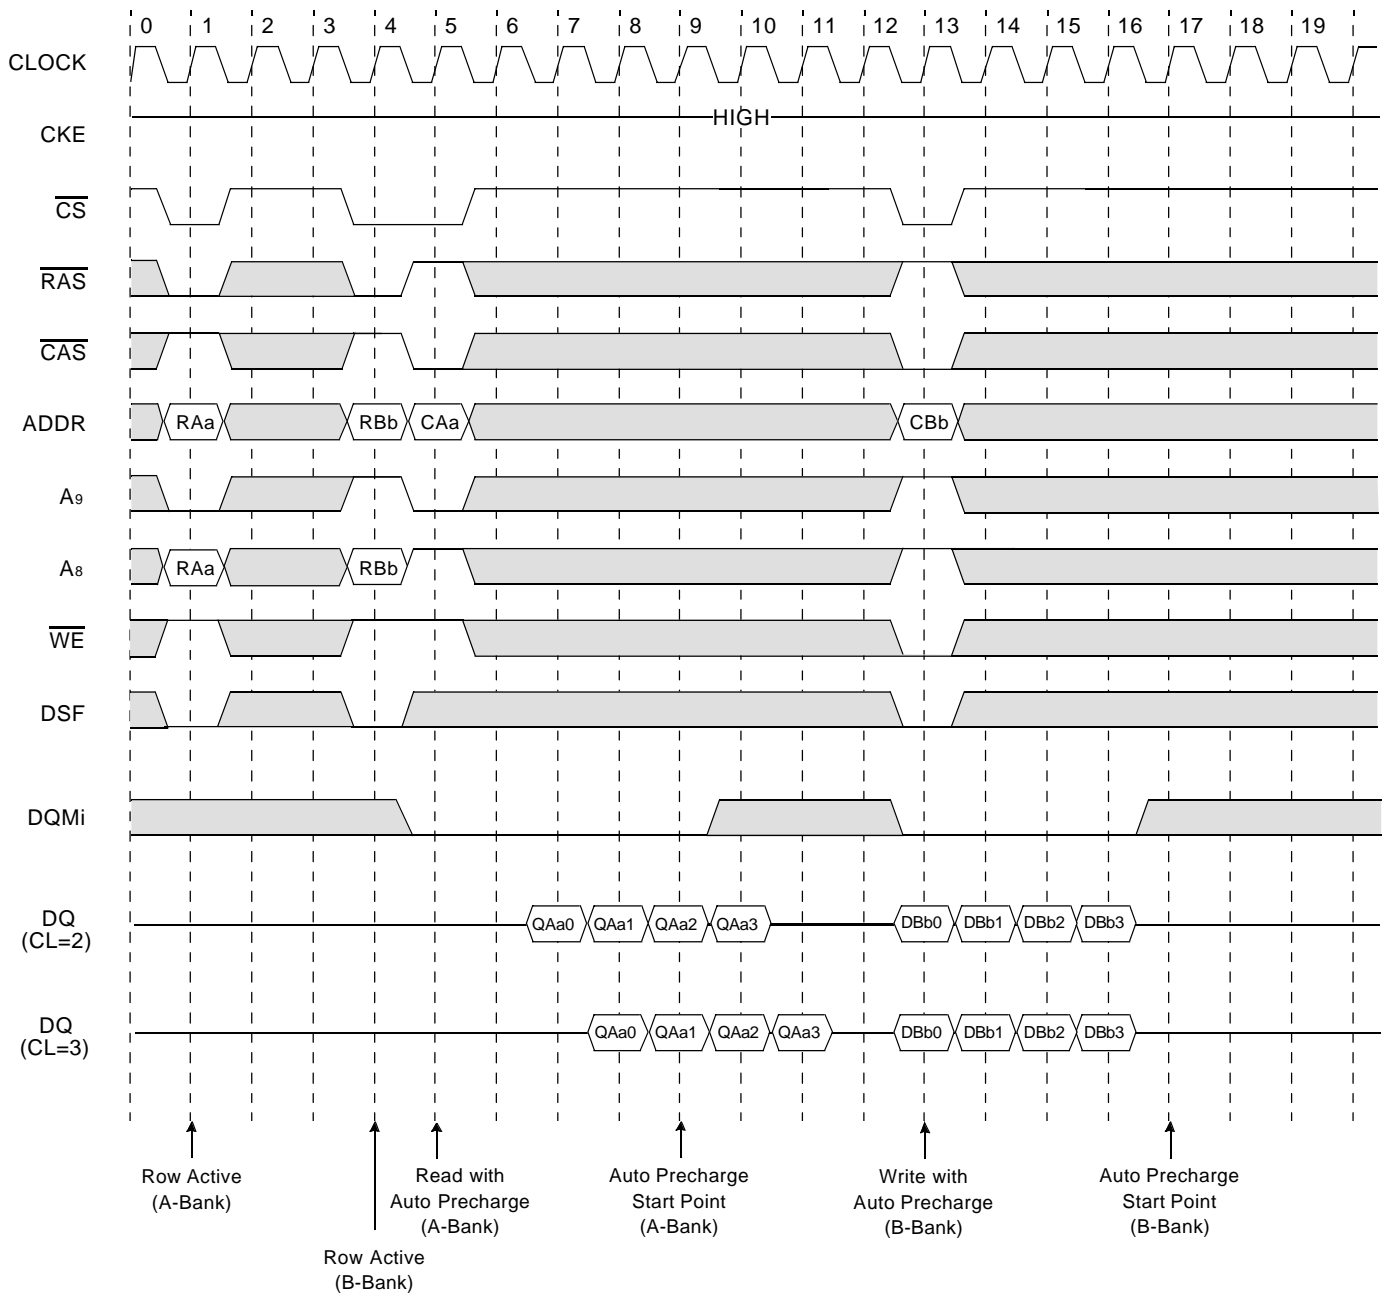 0 1 2 3 4 5 6 7 8 9 10 11 12 13 14 15 16 17 18 19
CLOCK
HIGH
CKE
CS
RAS
CAS
ADDR RAa RBb CAa CBb
A9
A8 RAa RBb
WE
DSF
DQMi
DQ
(CL=2)
QAa0 QAa1 QAa2 QAa3 DBb0 DBb1 DBb2 DBb3
DQ
(CL=3)
QAa0 QAa1 QAa2 QAa3 DBb0 DBb1 DBb2 DBb3
Row Active
(A-Bank)
Row Active
(B-Bank)
Read with
Auto Precharge
(A-Bank)
Auto Precharge
Start Point
(A-Bank)
Write with
Auto Precharge
(B-Bank)
Auto Precharge
Start Point
(B-Bank)